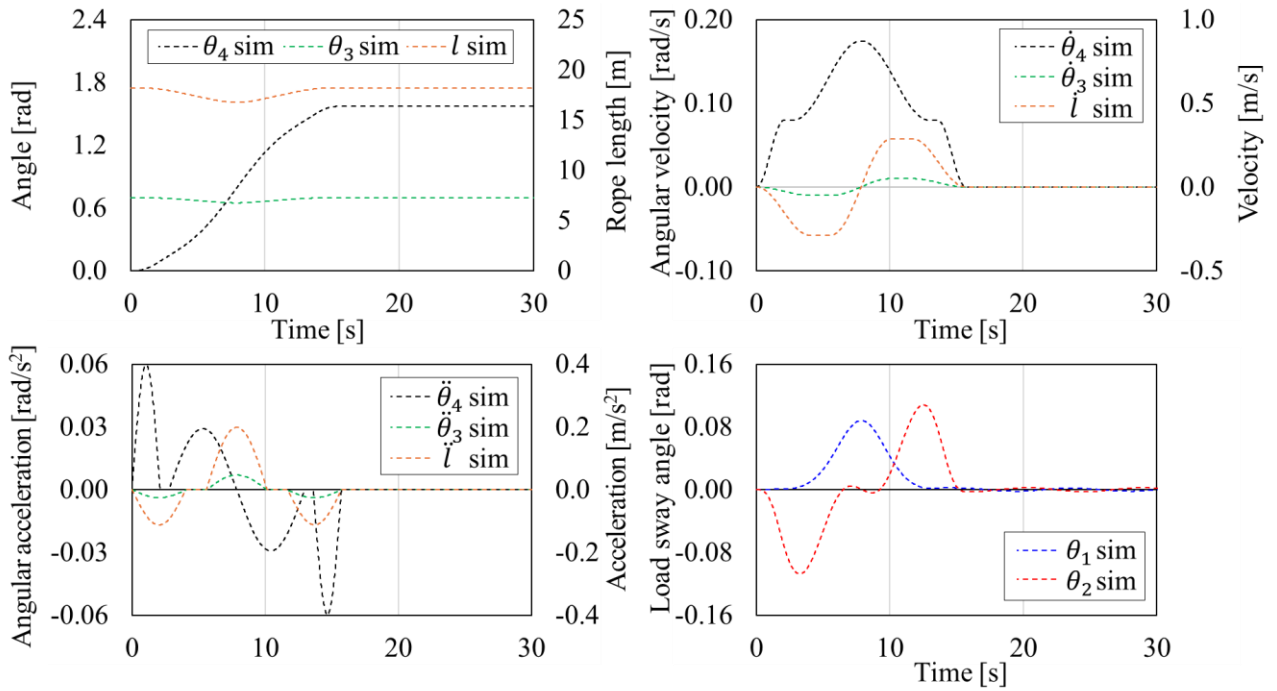 2.4
1.8
1.2
0.6
0.0
Angle [rad]
θ₄ sim θ₃ sim l sim
25
20
15
10
5
0
Rope length [m]
0 10 20 30
Time [s]
0.20
0.10
0.00
-0.10
Angular velocity [rad/s]
θ̇₄ sim
θ̇₃ sim
l̇ sim
1.0
0.5
0.0
-0.5
Velocity [m/s]
0 10 20 30
Time [s]
0.06
0.03
0.00
-0.03
-0.06
Angular acceleration [rad/s²]
θ̈₄ sim
θ̈₃ sim
l̈ sim
0.4
0.2
0.0
-0.2
-0.4
Acceleration [m/s²]
0 10 20 30
Time [s]
0.16
0.08
0.00
-0.08
-0.16
Load sway angle [rad]
θ₁ sim
θ₂ sim
0 10 20 30
Time [s]